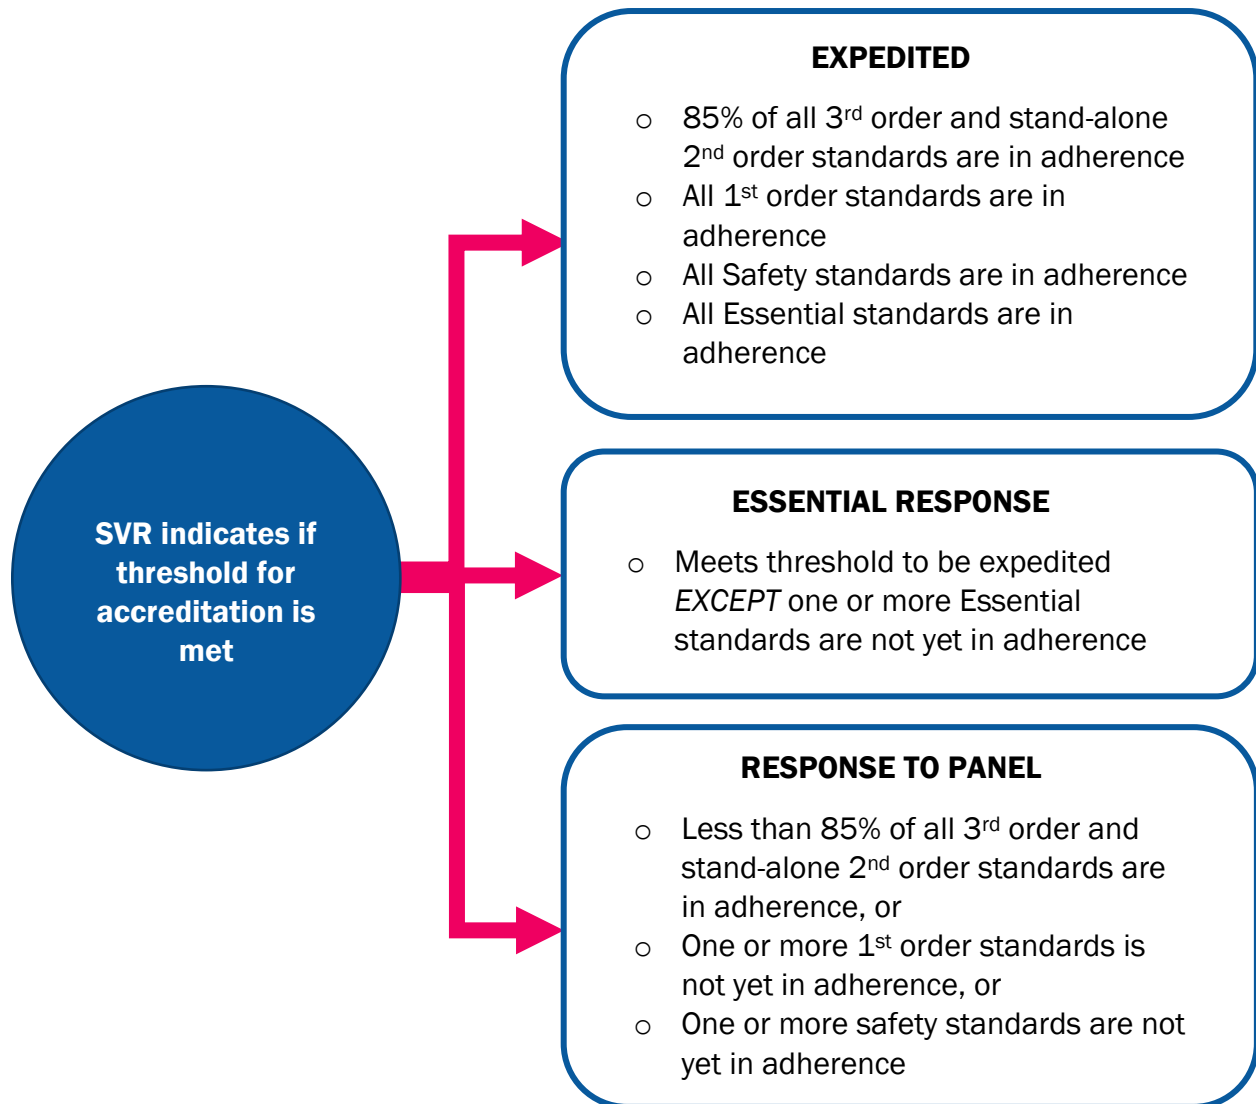 SVR indicates if
threshold for
accreditation is
met
EXPEDITED
o 85% of all 3rd order and stand-alone
2nd order standards are in adherence
o All 1st order standards are in
adherence
o All Safety standards are in adherence
o All Essential standards are in
adherence
ESSENTIAL RESPONSE
o Meets threshold to be expedited
EXCEPT one or more Essential
standards are not yet in adherence
RESPONSE TO PANEL
o Less than 85% of all 3rd order and
stand-alone 2nd order standards are
in adherence, or
o One or more 1st order standards is
not yet in adherence, or
o One or more safety standards are not
yet in adherence